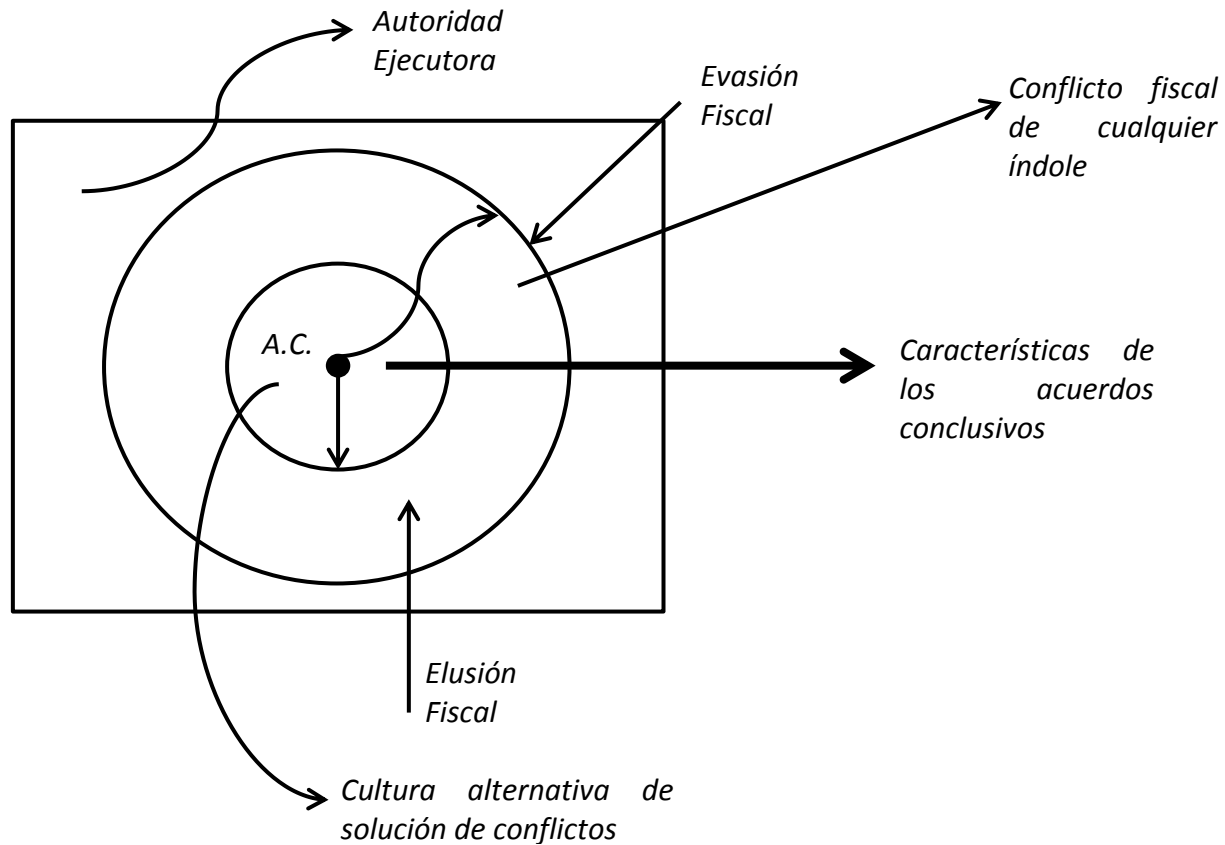 Autoridad
Ejecutora
Evasión
Fiscal
Conflicto fiscal
de cualquier
índole
A.C.
Cáracterísticas de
los acuerdos
conclusivos
Elusión
Fiscal
Cultura alternativa de
solución de conflictos